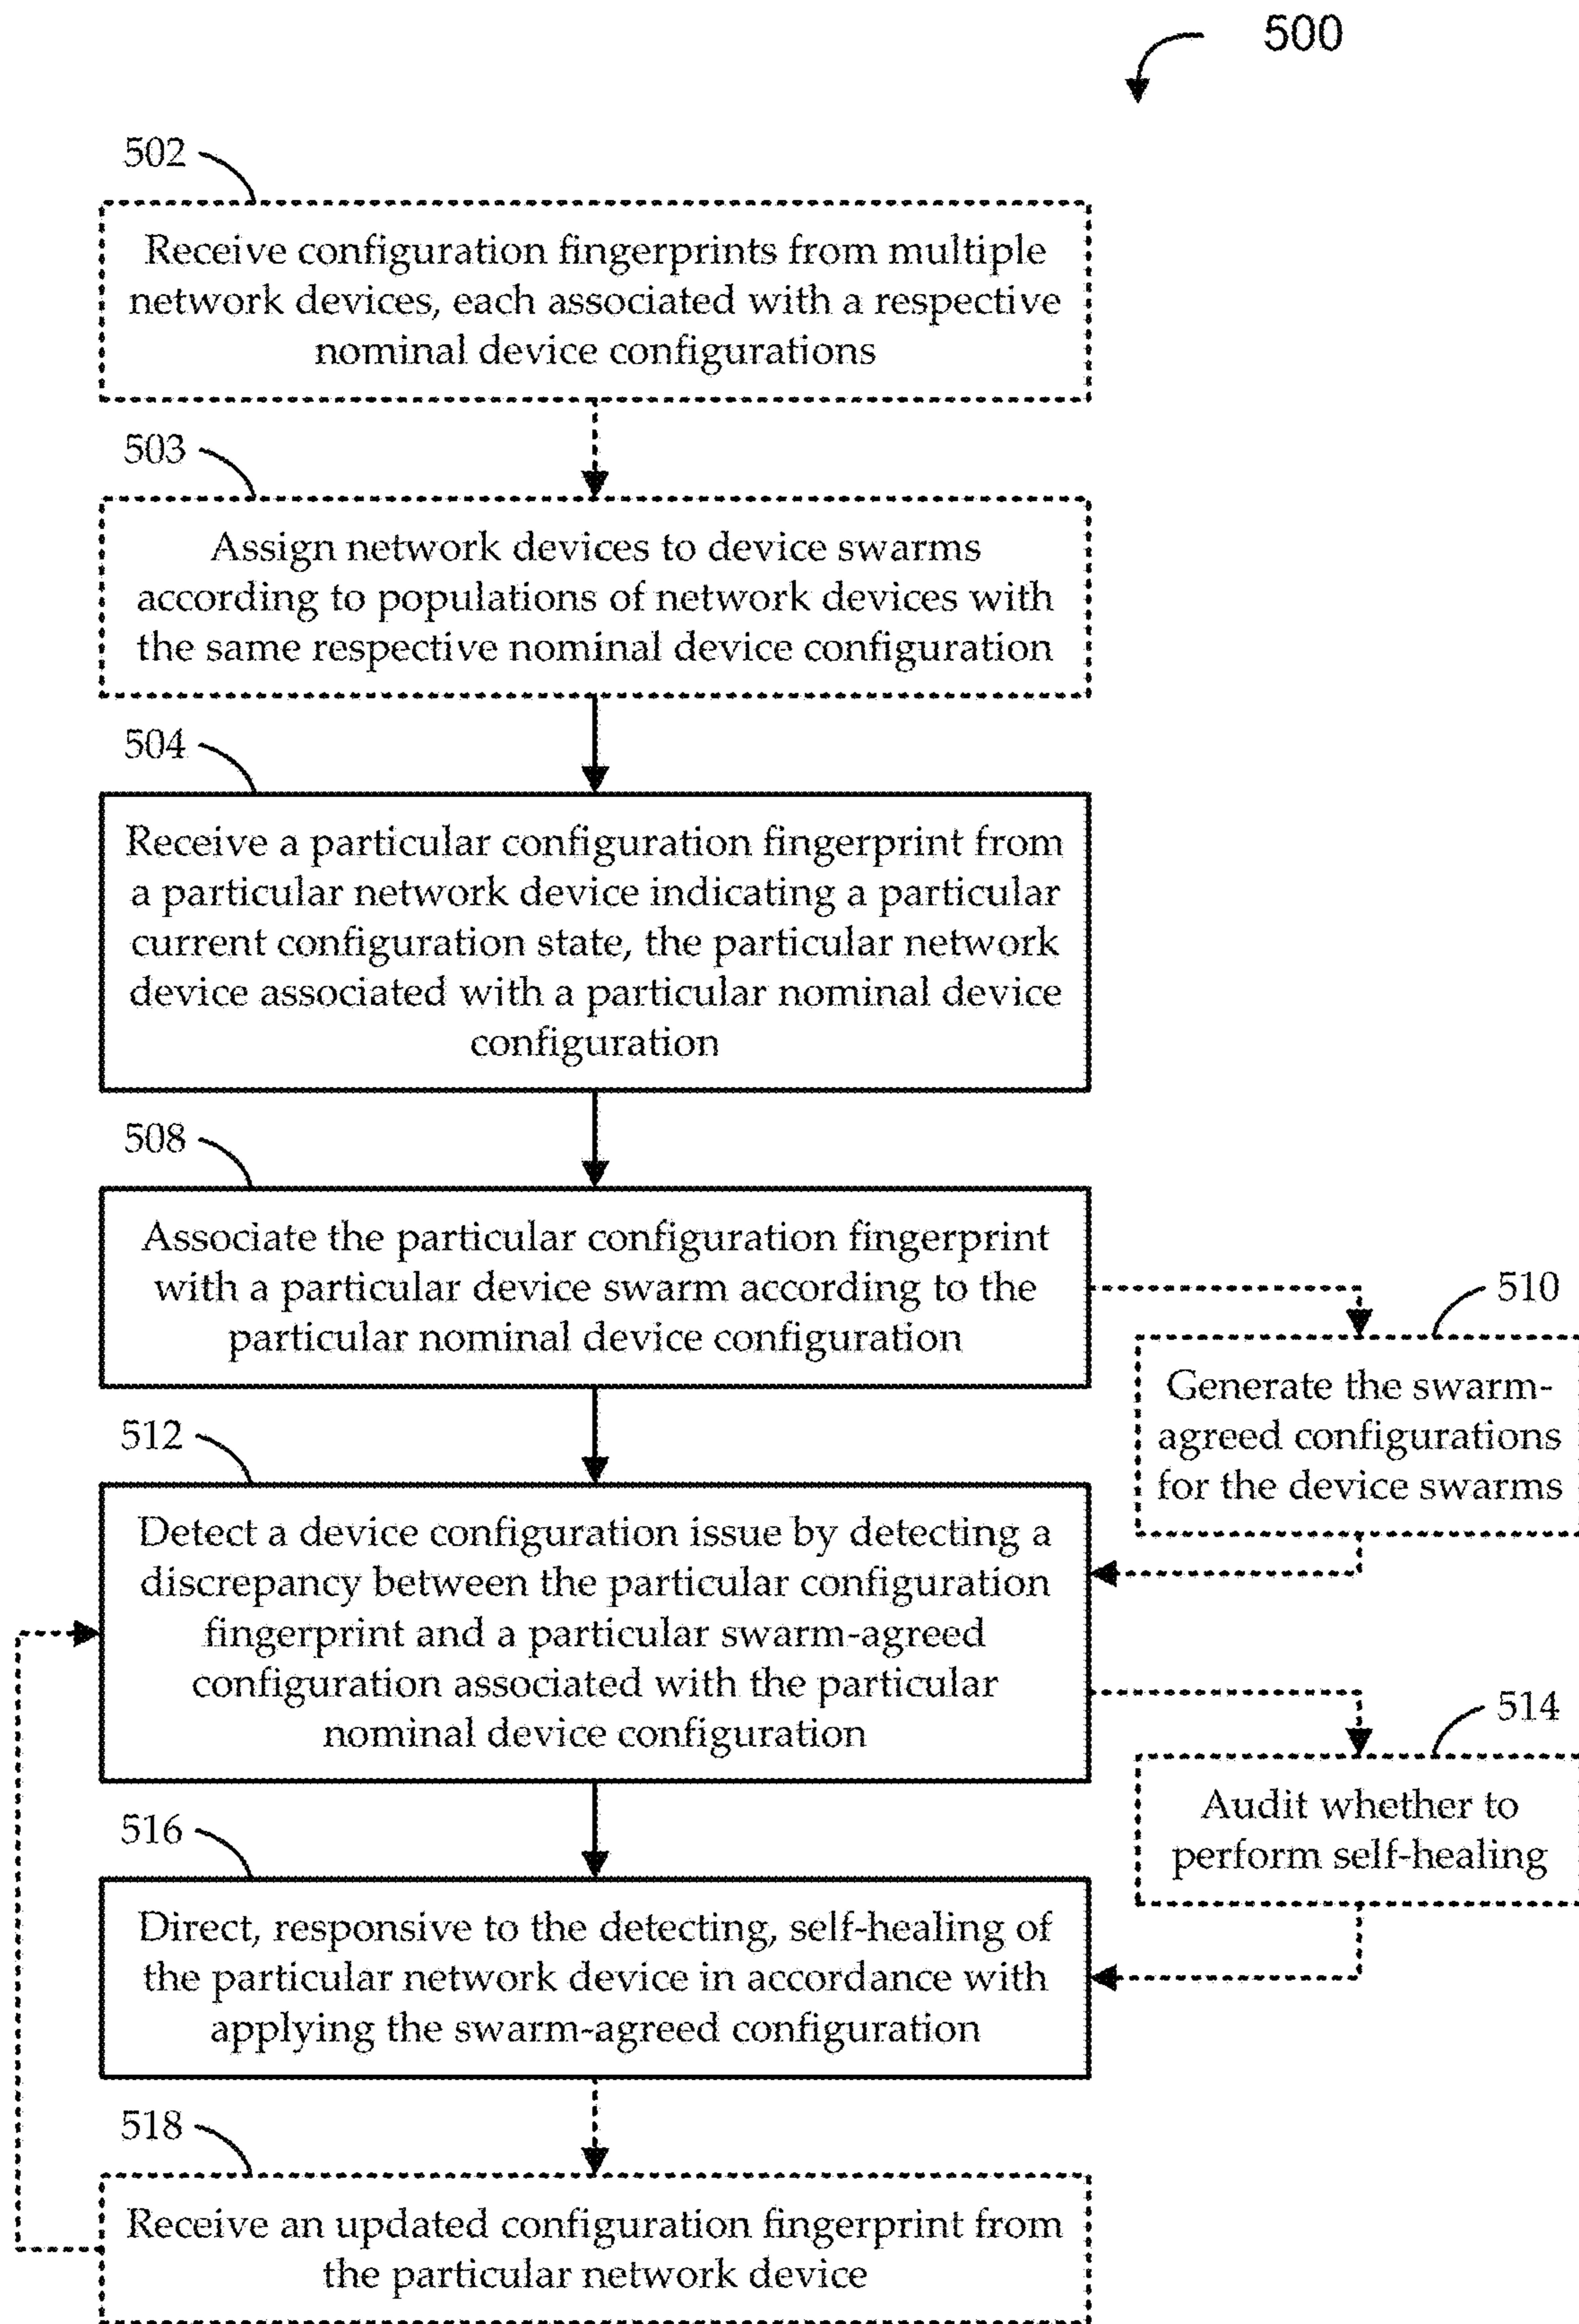 500
502
Receive configuration fingerprints from multiple
network devices, each associated with a respective
nominal device configurations
503
Assign network devices to device swarms
according to populations of network devices with
the same respective nominal device configuration
504
Receive a particular configuration fingerprint from
a particular network device indicating a particular
current configuration state, the particular network
device associated with a particular nominal device
configuration
508
Associate the particular configuration fingerprint
with a particular device swarm according to the
particular nominal device configuration
510
Generate the swarm-
agreed configurations
for the device swarms
512
Detect a device configuration issue by detecting a
discrepancy between the particular configuration
fingerprint and a particular swarm-agreed
configuration associated with the particular
nominal device configuration
514
Audit whether to
perform self-healing
516
Direct, responsive to the detecting, self-healing of
the particular network device in accordance with
applying the swarm-agreed configuration
518
Receive an updated configuration fingerprint from
the particular network device